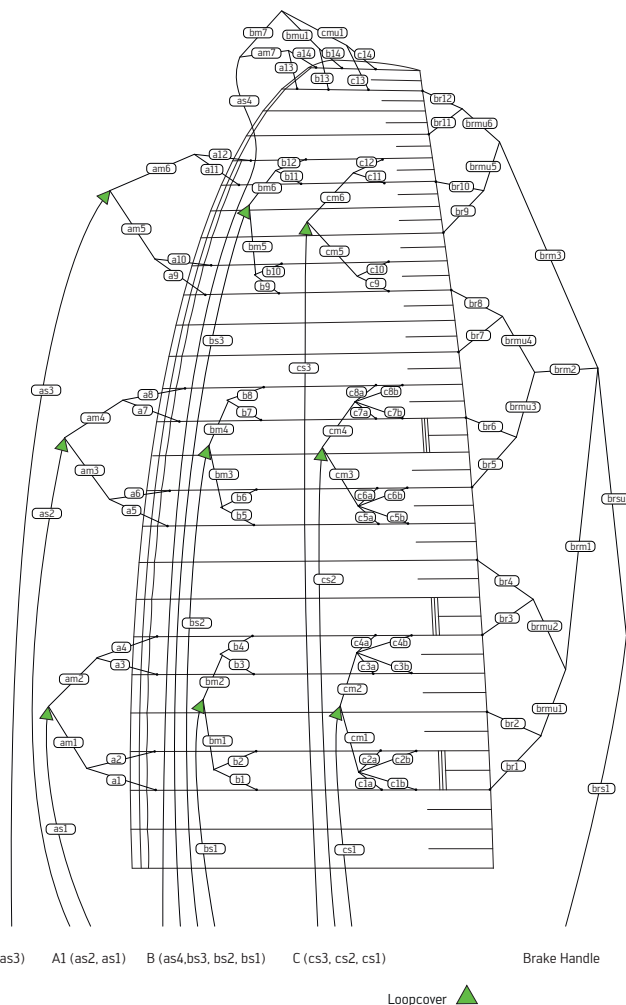 bm7 bmu1 cmu1
am7 a14 b14 c14
a13 b13 c13
as4 br12
br11 brmu6
a12 b12 c12
am6 a11 b11 c11 brmu5
bm6 cm6 br10
am5 br9
bm5 cm5 brm3
a10 b10 c10
a9 b9 c9
br8
bs3 br7 brmu4
cs3 brm2
as3 a8 b8 c8a c8b
am4 a7 b7 c7a c7b brmu3
bm4 cm4 br6
am3 bm3 cm3 br5
a6 b6 c6a c6b brsu
as2 a5 b5 c5a c5b
brm1
cs2 br4
bs2 br3
brmu2
a4 b4 c4a c4b
a3 b3 c3a c3b
am2 bm2 cm2
brmu1
am1 bm1 cm1 br2
a2 b2 c2a c2b br1
a1 b1 c1a c1b brs1
as1 bs1 cs1
as3) A1 (as2, as1) B (as4,bs3, bs2, bs1) C (cs3, cs2, cs1) Brake Handle
Loopcover